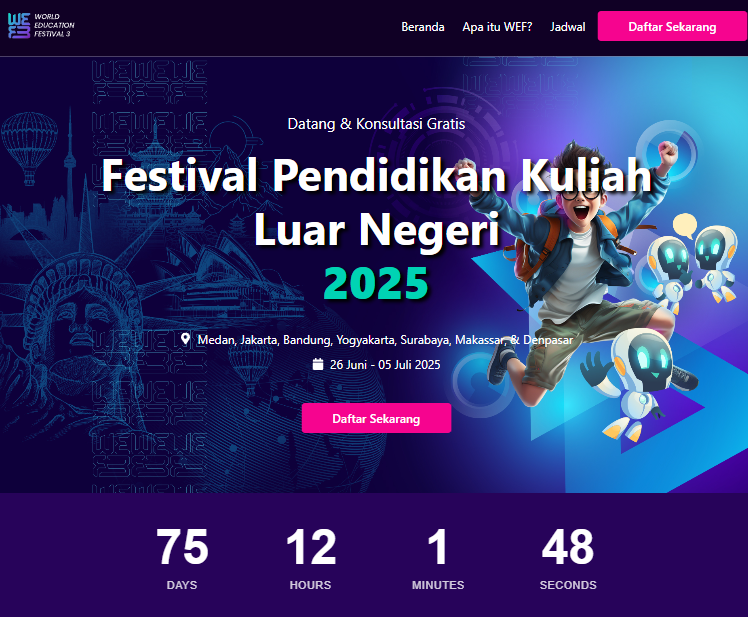 WORLD
EDUCATION
FESTIVAL 3
Beranda Apa itu WEF? Jadwal Daftar Sekarang
Datang & Konsultasi Gratis
Festival Pendidikan Kuliah
Luar Negeri
2025
Medan, Jakarta, Bandung, Yogyakarta, Surabaya, Makassar, & Denpasar
26 Juni - 05 Juli 2025
Daftar Sekarang
75 12 1 48
DAYS HOURS MINUTES SECONDS